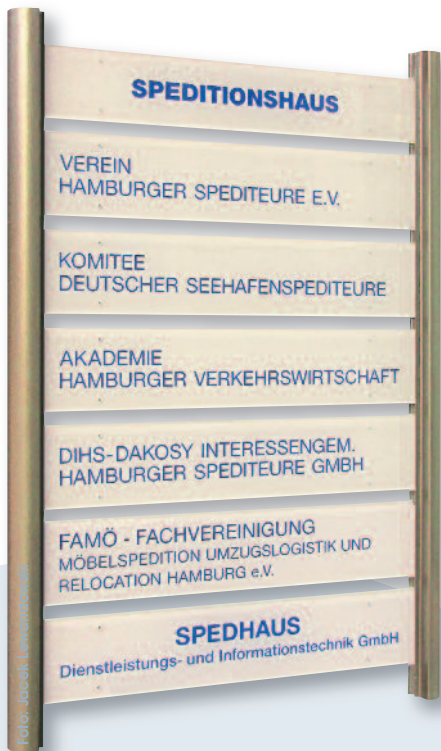 SPEDITIONSHAUS
VEREIN
HAMBURGER SPEDITEURE E.V.
KOMITEE
DEUTSCHER SEEHAFENSPEDITEURE
AKADEMIE
HAMBURGER VERKEHRSWIRTSCHAFT
DIHS-DAKOSY INTERESSENGEM.
HAMBURGER SPEDITEURE GMBH
FAMÖ - FACHVEREINIGUNG
MÖBELSPEDITION UMZUGSLOGISTIK UND
RELOCATION HAMBURG e.V.
SPEDHAUS
Dienstleistungs- und Informationstechnik GmbH
Foto: Jacek